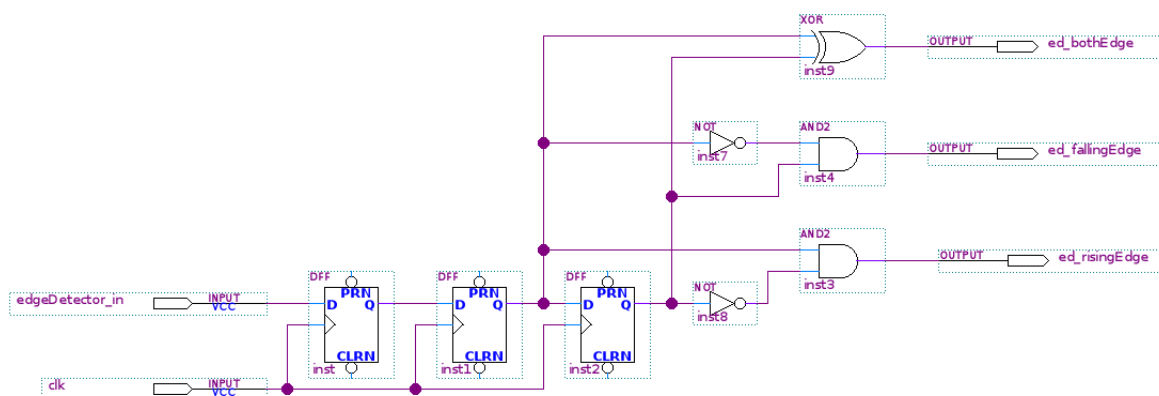 XOR
inst9
OUTPUT
ed_bothEdge
NOT
inst7
AND2
inst4
OUTPUT
ed_fallingEdge
AND2
inst3
OUTPUT
ed_risingEdge
NOT
inst8
edgeDetector_in
INPUT
VCC
DFF
PRN
D
Q
CLRN
inst
DFF
PRN
D
Q
CLRN
inst1
DFF
PRN
D
Q
CLRN
inst2
clk
INPUT
VCC